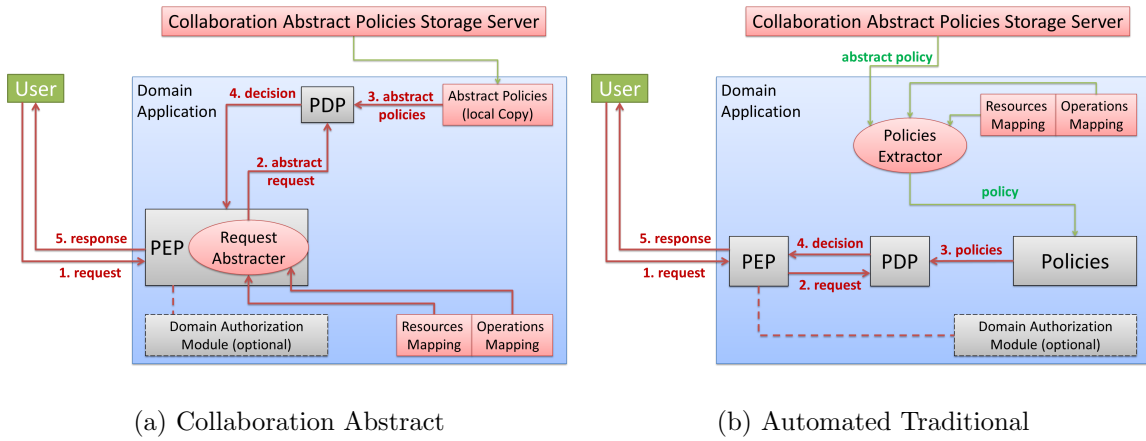 Collaboration Abstract Policies Storage Server
User
Domain
Application
4. decision
PDP
3. abstract
policies
Abstract Policies
(local Copy)
2. abstract
request
5. response
1. request
PEP
Request
Abstracter
Domain Authorization
Module (optional)
Resources
Mapping
Operations
Mapping
(a) Collaboration Abstract
Collaboration Abstract Policies Storage Server
abstract policy
User
Domain
Application
Resources
Mapping
Operations
Mapping
Policies
Extractor
policy
5. response
1. request
PEP
4. decision
2. request
PDP
3. policies
Policies
Domain Authorization
Module (optional)
(b) Automated Traditional